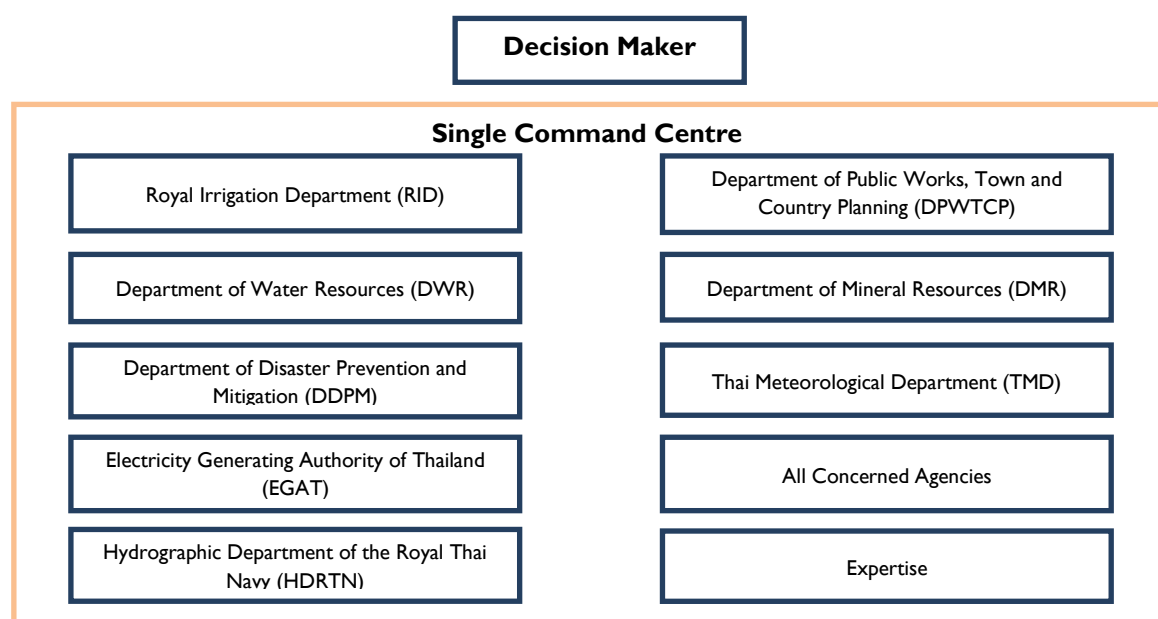 Decision Maker
Single Command Centre
Royal Irrigation Department (RID)
Department of Public Works, Town and
Country Planning (DPWTCP)
Department of Water Resources (DWR)
Department of Mineral Resources (DMR)
Department of Disaster Prevention and
Mitigation (DDPM)
Thai Meteorological Department (TMD)
Electricity Generating Authority of Thailand
(EGAT)
All Concerned Agencies
Hydrographic Department of the Royal Thai
Navy (HDRTN)
Expertise